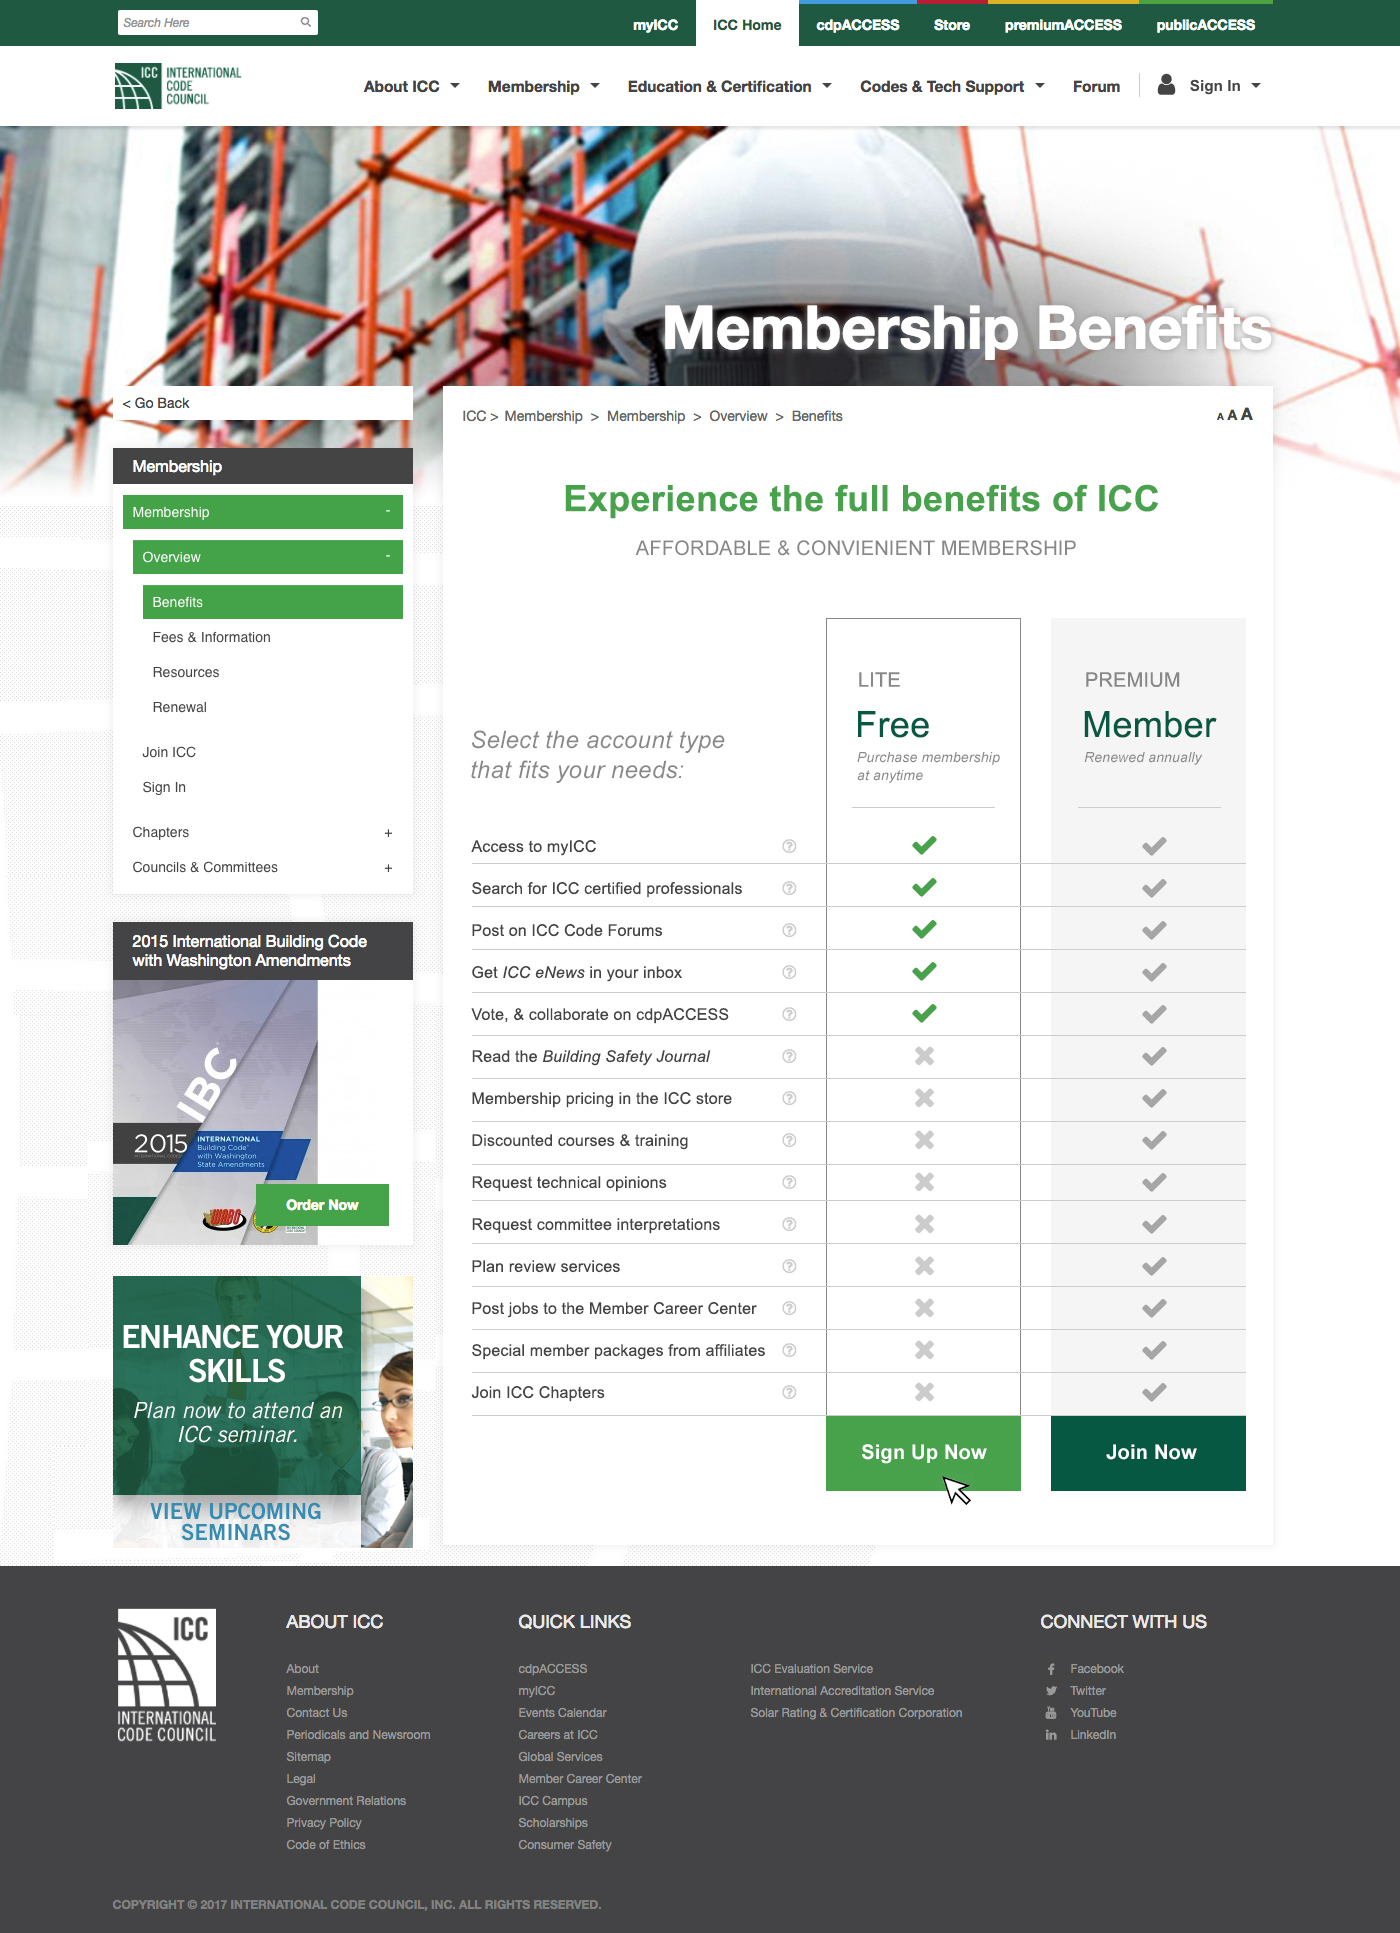 Search Here
myICC
ICC Home
cdpACCESS
Store
premiumACCESS
publicACCESS
ICC INTERNATIONAL
CODE
COUNCIL
About ICC
Membership
Education & Certification
Codes & Tech Support
Forum
Sign In
Membership Benefits
< Go Back
ICC > Membership > Membership > Overview > Benefits
A A A
Membership
Membership -
Overview -
Benefits
Fees & Information
Resources
Renewal
Join ICC
Sign In
Chapters +
Councils & Committees +
2015 International Building Code
with Washington Amendments
IBC
2015
INTERNATIONAL
Building Code
with Washington
State Amendments
WABO
Order Now
ENHANCE YOUR
SKILLS
Plan now to attend an
ICC seminar.
VIEW UPCOMING
SEMINARS
Experience the full benefits of ICC
AFFORDABLE & CONVIENIENT MEMBERSHIP
Select the account type
that fits your needs:
LITE
Free
Purchase membership
at anytime
PREMIUM
Member
Renewed annually
Access to myICC ?
Search for ICC certified professionals ?
Post on ICC Code Forums ?
Get ICC eNews in your inbox ?
Vote, & collaborate on cdpACCESS ?
Read the Building Safety Journal ?
Membership pricing in the ICC store ?
Discounted courses & training ?
Request technical opinions ?
Request committee interpretations ?
Plan review services ?
Post jobs to the Member Career Center ?
Special member packages from affiliates ?
Join ICC Chapters ?
Sign Up Now
Join Now
ICC
INTERNATIONAL
CODE COUNCIL
ABOUT ICC
About
Membership
Contact Us
Periodicals and Newsroom
Sitemap
Legal
Government Relations
Privacy Policy
Code of Ethics
QUICK LINKS
cdpACCESS
myICC
Events Calendar
Careers at ICC
Global Services
Member Career Center
ICC Campus
Scholarships
Consumer Safety
ICC Evaluation Service
International Accreditation Service
Solar Rating & Certification Corporation
CONNECT WITH US
Facebook
Twitter
YouTube
LinkedIn
COPYRIGHT © 2017 INTERNATIONAL CODE COUNCIL, INC. ALL RIGHTS RESERVED.